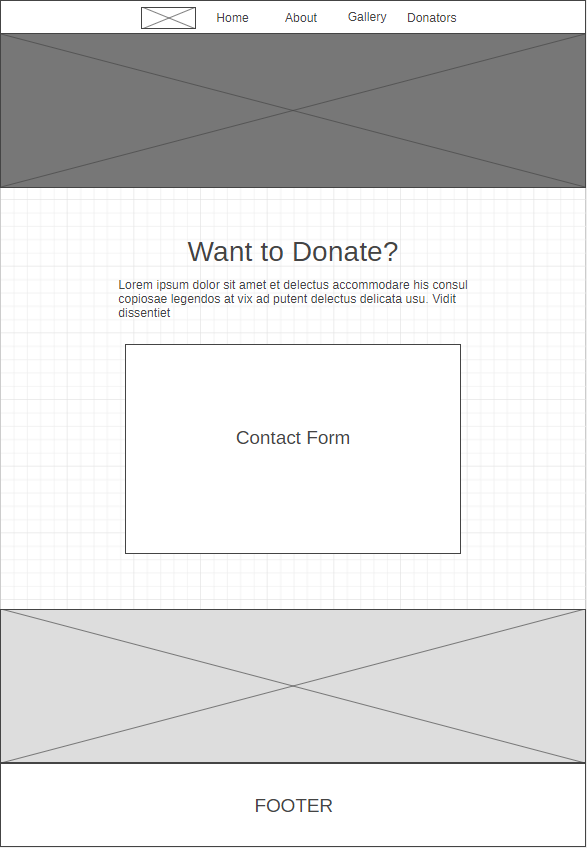 Home About Gallery Donators
Want to Donate?
Lorem ipsum dolor sit amet et delectus accommodare his consul
copiosae legendos at vix ad putent delectus delicata usu. Vidit
dissentiet
Contact Form
FOOTER